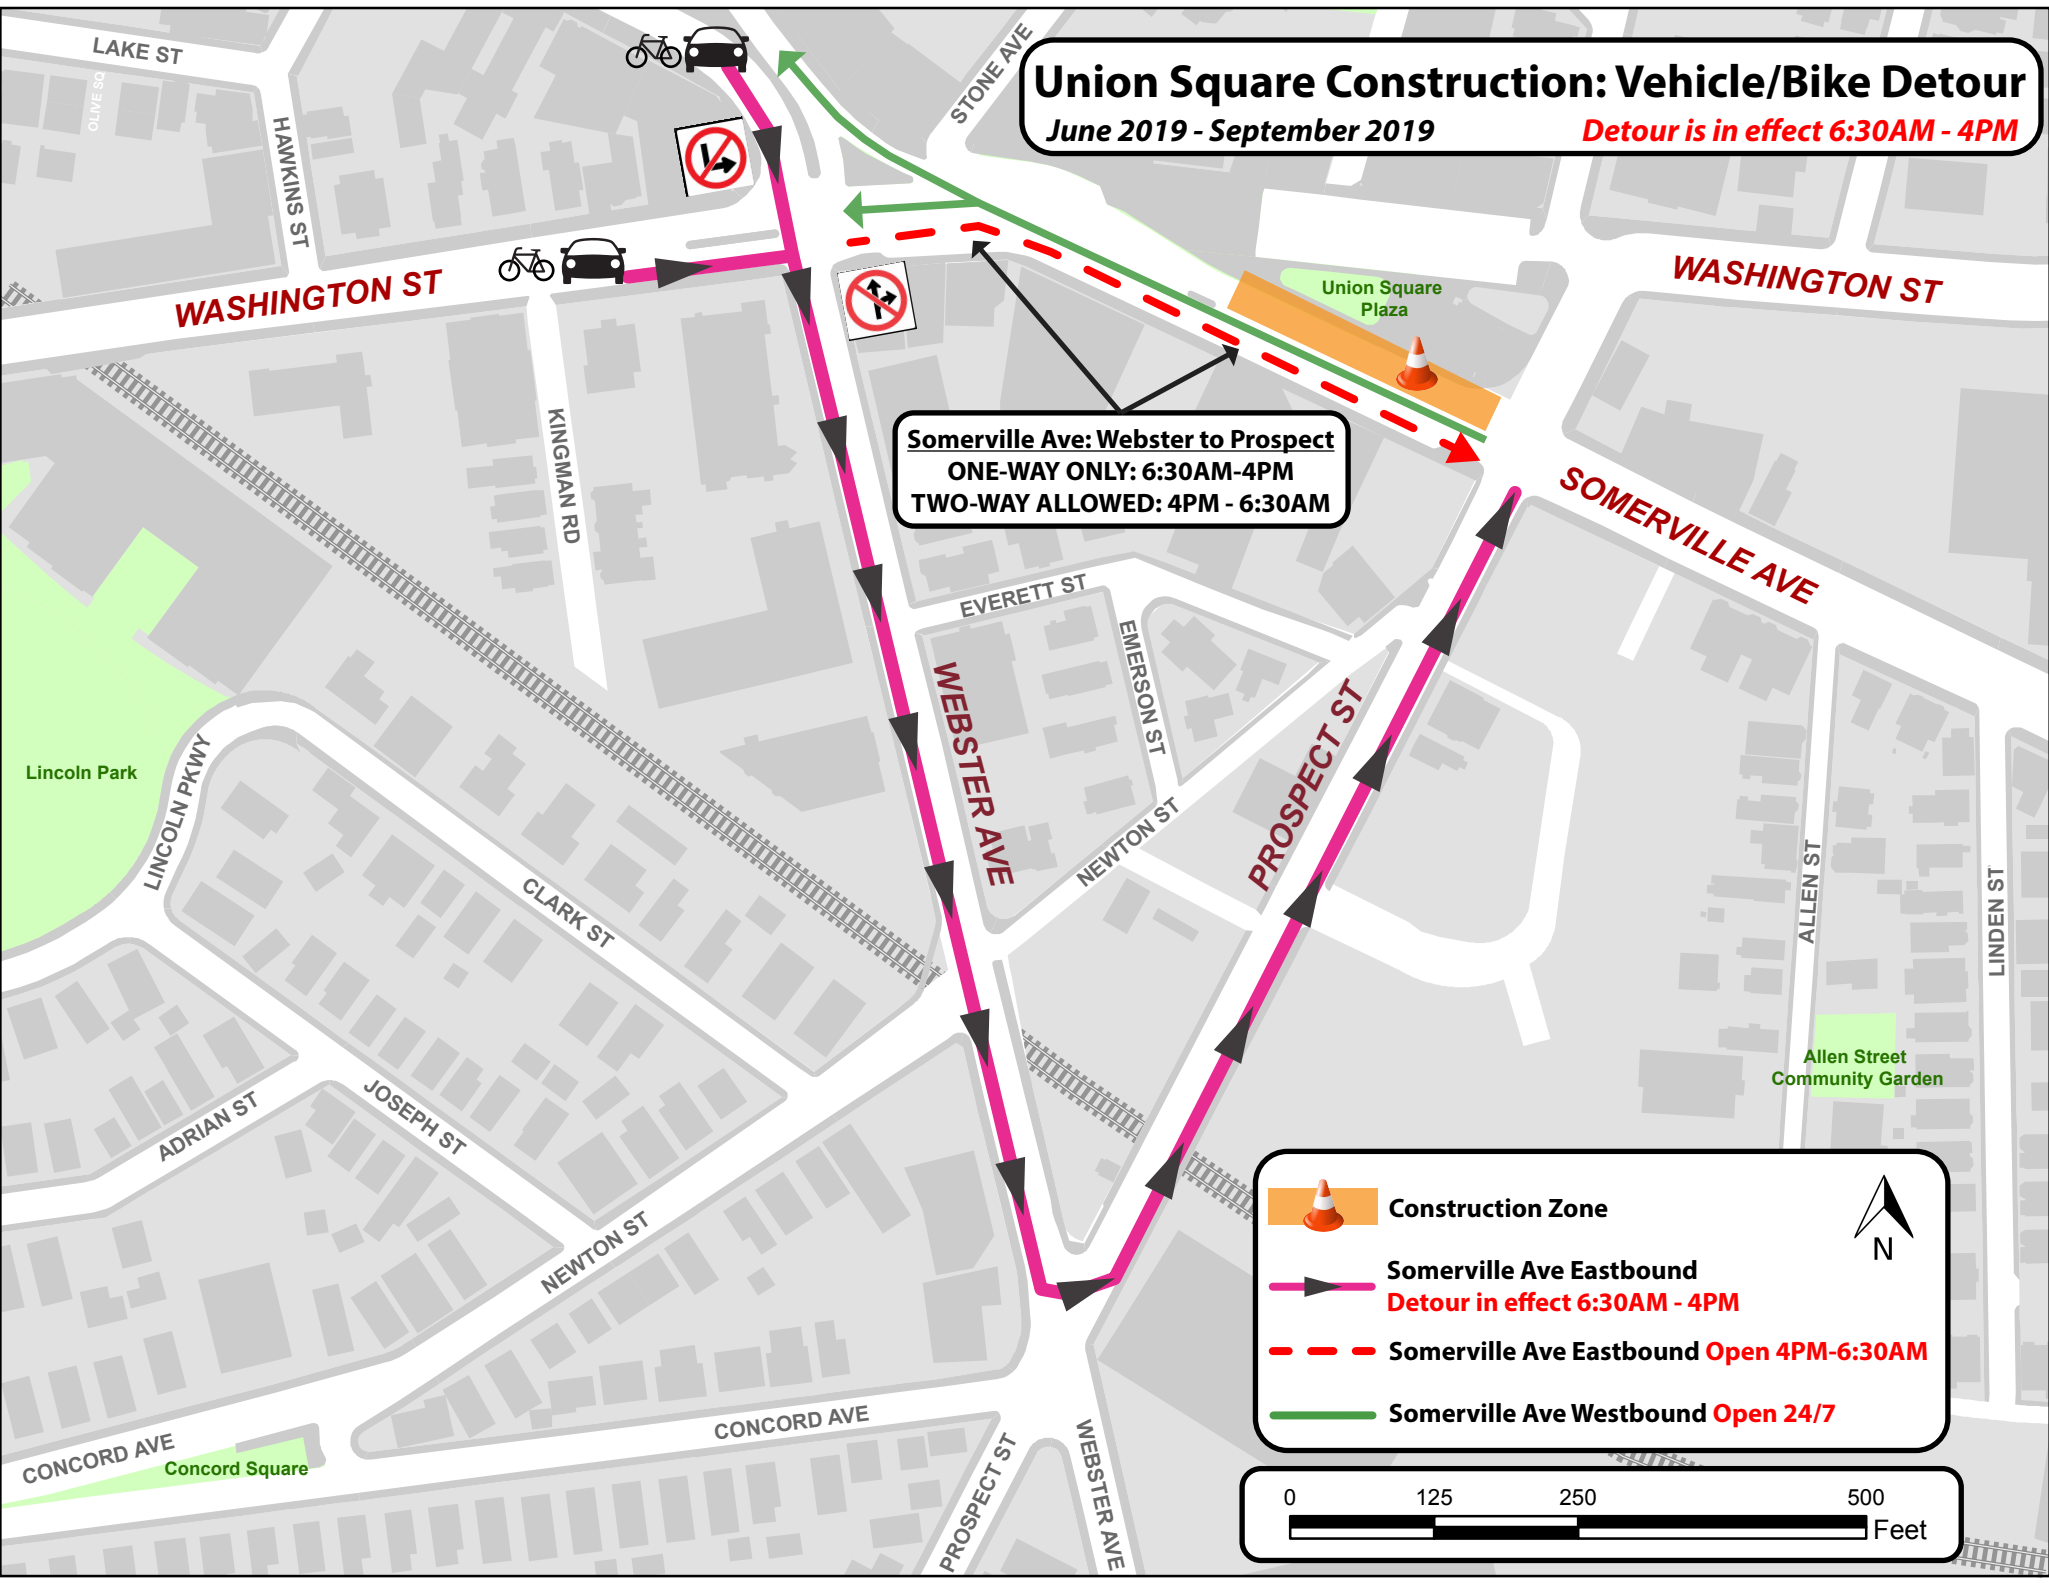 Union Square Construction: Vehicle/Bike Detour
June 2019 - September 2019
Detour is in effect 6:30AM - 4PM
LAKE ST
OLIVE SQ
HAWKINS ST
STONE AVE
WASHINGTON ST
WASHINGTON ST
Union Square
Plaza
KINGMAN RD
Somerville Ave: Webster to Prospect
ONE-WAY ONLY: 6:30AM-4PM
TWO-WAY ALLOWED: 4PM - 6:30AM
SOMERVILLE AVE
EVERETT ST
EMERSON ST
WEBSTER AVE
PROSPECT ST
NEWTON ST
Lincoln Park
LINCOLN PKWY
CLARK ST
ALLEN ST
LINDEN ST
Allen Street
Community Garden
ADRIAN ST
JOSEPH ST
NEWTON ST
CONCORD AVE
CONCORD AVE
Concord Square
PROSPECT ST
WEBSTER AVE
Construction Zone
N
Somerville Ave Eastbound
Detour in effect 6:30AM - 4PM
Somerville Ave Eastbound Open 4PM-6:30AM
Somerville Ave Westbound Open 24/7
0 125 250 500
Feet